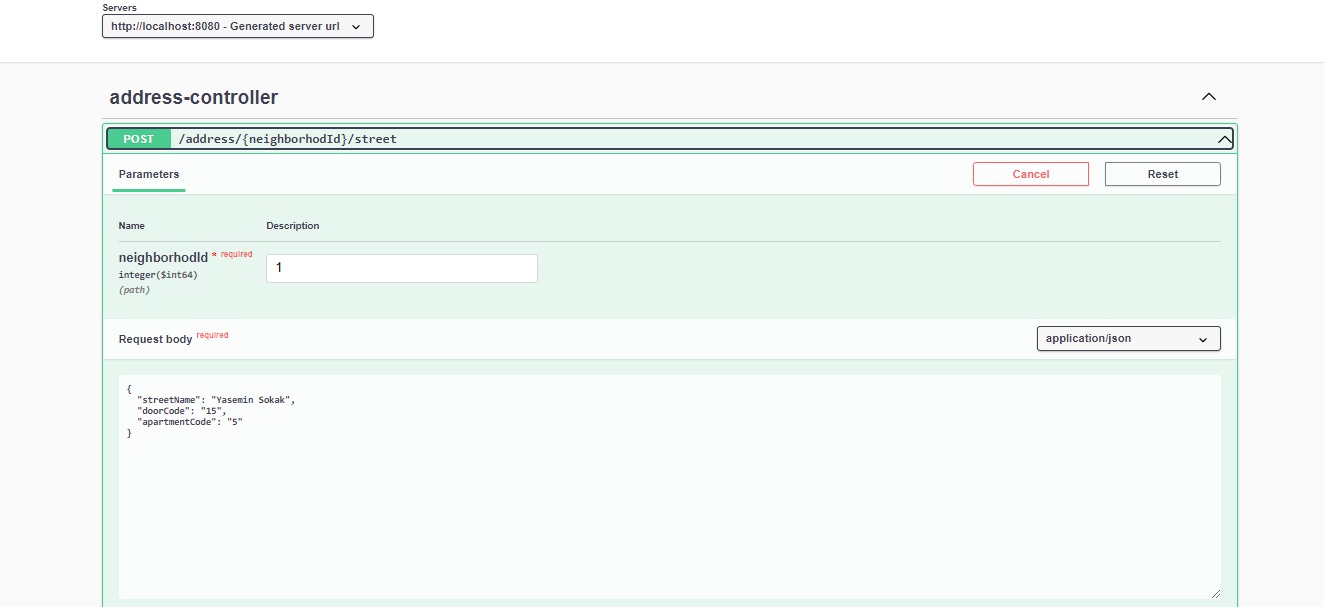 Servers
http://localhost:8080 - Generated server url
address-controller
POST /address/{neighborhodId}/street
Parameters
Cancel
Reset
Name Description
neighborhodId * required
integer($int64)
(path)
1
Request body required
application/json
{
  "streetName": "Yasemin Sokak",
  "doorCode": "15",
  "apartmentCode": "5"
}